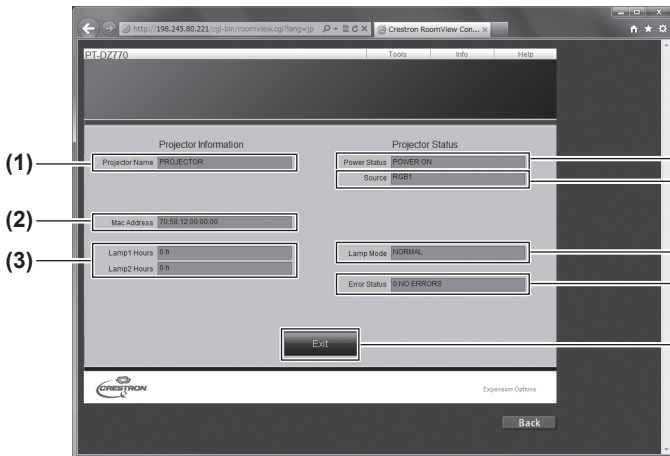 http://198.245.80.221/cgi-bin/roomview.cgi?lang=jp
Crestron RoomView Con...
PT-DZ770
Tools Info Help
Projector Information
Projector Status
(1)
Projector Name PROJECTOR
Power Status POWER ON
Source RGB1
(2)
Mac Address 70:58:12:00:00:00
(3)
Lamp1 Hours 0 h
Lamp2 Hours 0 h
Lamp Mode NORMAL
Error Status 0:NO ERRORS
Exit
CRESTRON
Expansion Options
Back